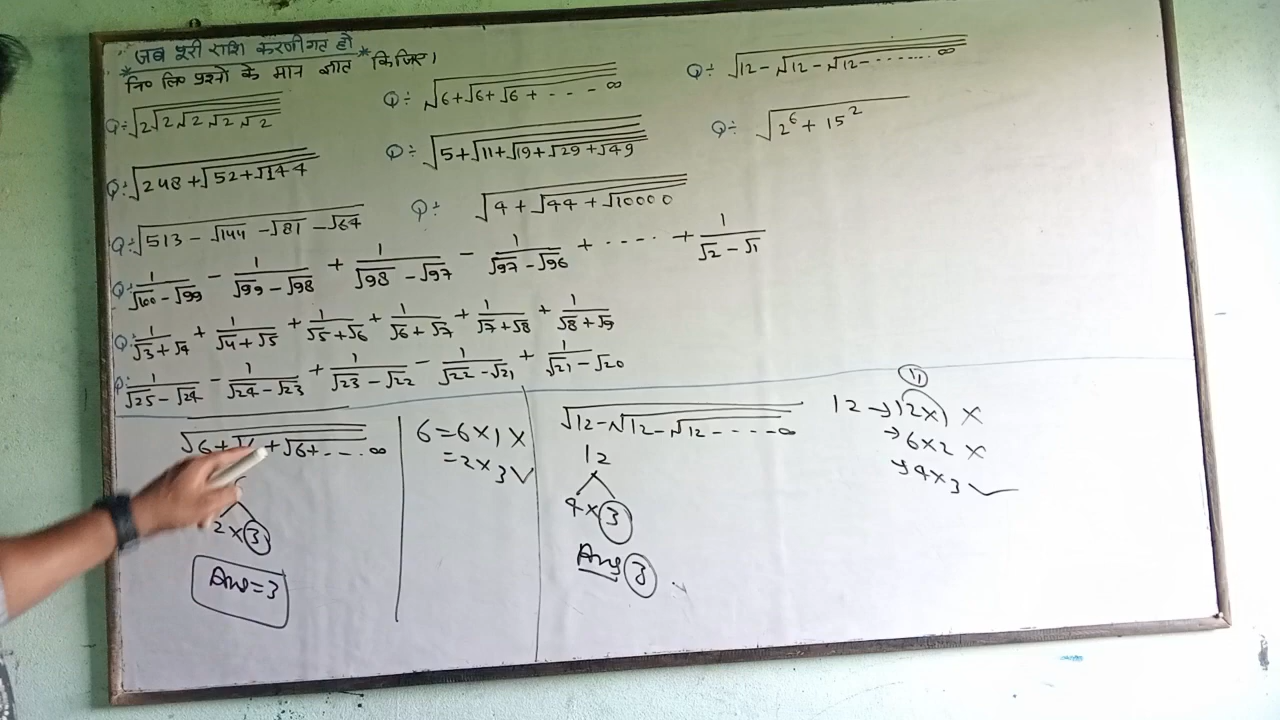 * जब पूरी राशि करणीगत हो *
नि० लि० प्रश्नो के मान ज्ञात किजिए।
Q÷ √2√2√2√2√2
Q÷ √6+√6+√6+---∞
Q÷ √12-√12-√12-·······∞
Q÷ √248+√52+√144
Q÷ √5+√11+√19+√29+√49
Q÷ √2⁶+15²
Q÷ √513-√144-√81-√64
Q÷ √4+√44+√10000
Q÷ 1/(√100-√99) - 1/(√99-√98) + 1/(√98-√97) - 1/(√97-√96) + ····· + 1/(√2-√1)
Q÷ 1/(√3+√4) + 1/(√4+√5) + 1/(√5+√6) + 1/(√6+√7) + 1/(√7+√8) + 1/(√8+√9)
Q÷ 1/(√25-√24) - 1/(√24-√23) + 1/(√23-√22) - 1/(√22-√21) + 1/(√21-√20)
√6+√6+√6+---∞
2×3
Ans=3
6=6×1 ×
=2×3 ✓
√12-√12-√12----∞
12
4×3
Ans 3
11
12→12×1 ×
→6×2 ×
→4×3 ✓